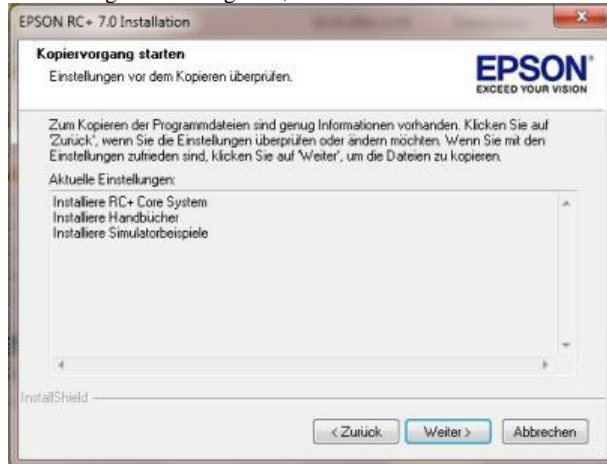 EPSON RC+ 7.0 Installation
Kopiervorgang starten
Einstellungen vor dem Kopieren überprüfen.
EPSON
EXCEED YOUR VISION
Zum Kopieren der Programmdateien sind genug Informationen vorhanden. Klicken Sie auf
'Zurück', wenn Sie die Einstellungen überprüfen oder ändern möchten. Wenn Sie mit den
Einstellungen zufrieden sind, klicken Sie auf 'Weiter', um die Dateien zu kopieren.
Aktuelle Einstellungen:
Installiere RC+ Core System
Installiere Handbücher
Installiere Simulatorbeispiele
InstallShield
< Zurück Weiter > Abbrechen